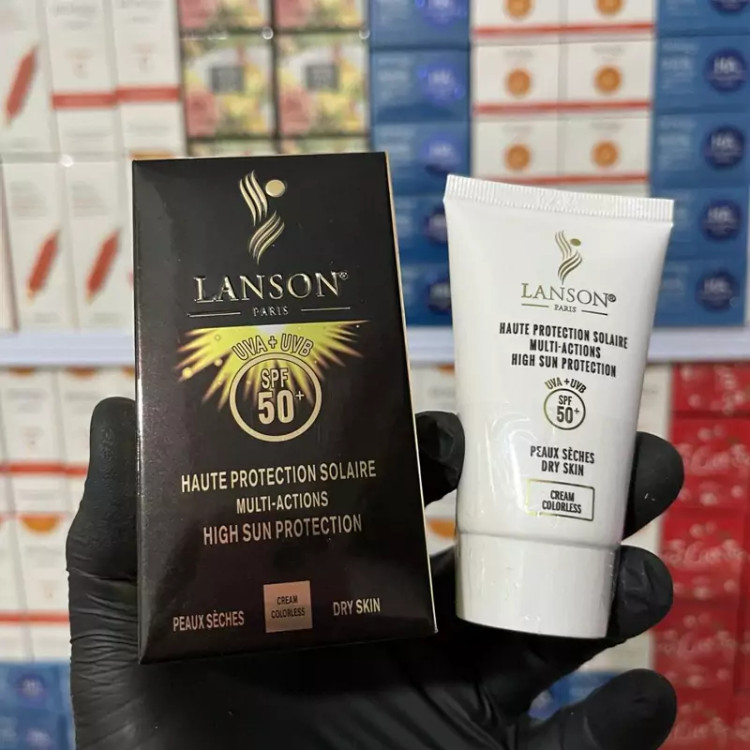 LANSON®
PARIS
UVA + UVB
SPF
50+
HAUTE PROTECTION SOLAIRE
MULTI-ACTIONS
HIGH SUN PROTECTION
PEAUX SÈCHES
CREAM
COLORLESS
DRY SKIN
LANSON®
PARIS
HAUTE PROTECTION SOLAIRE
MULTI-ACTIONS
HIGH SUN PROTECTION
UVA + UVB
SPF
50+
PEAUX SÈCHES
DRY SKIN
CREAM
COLORLESS